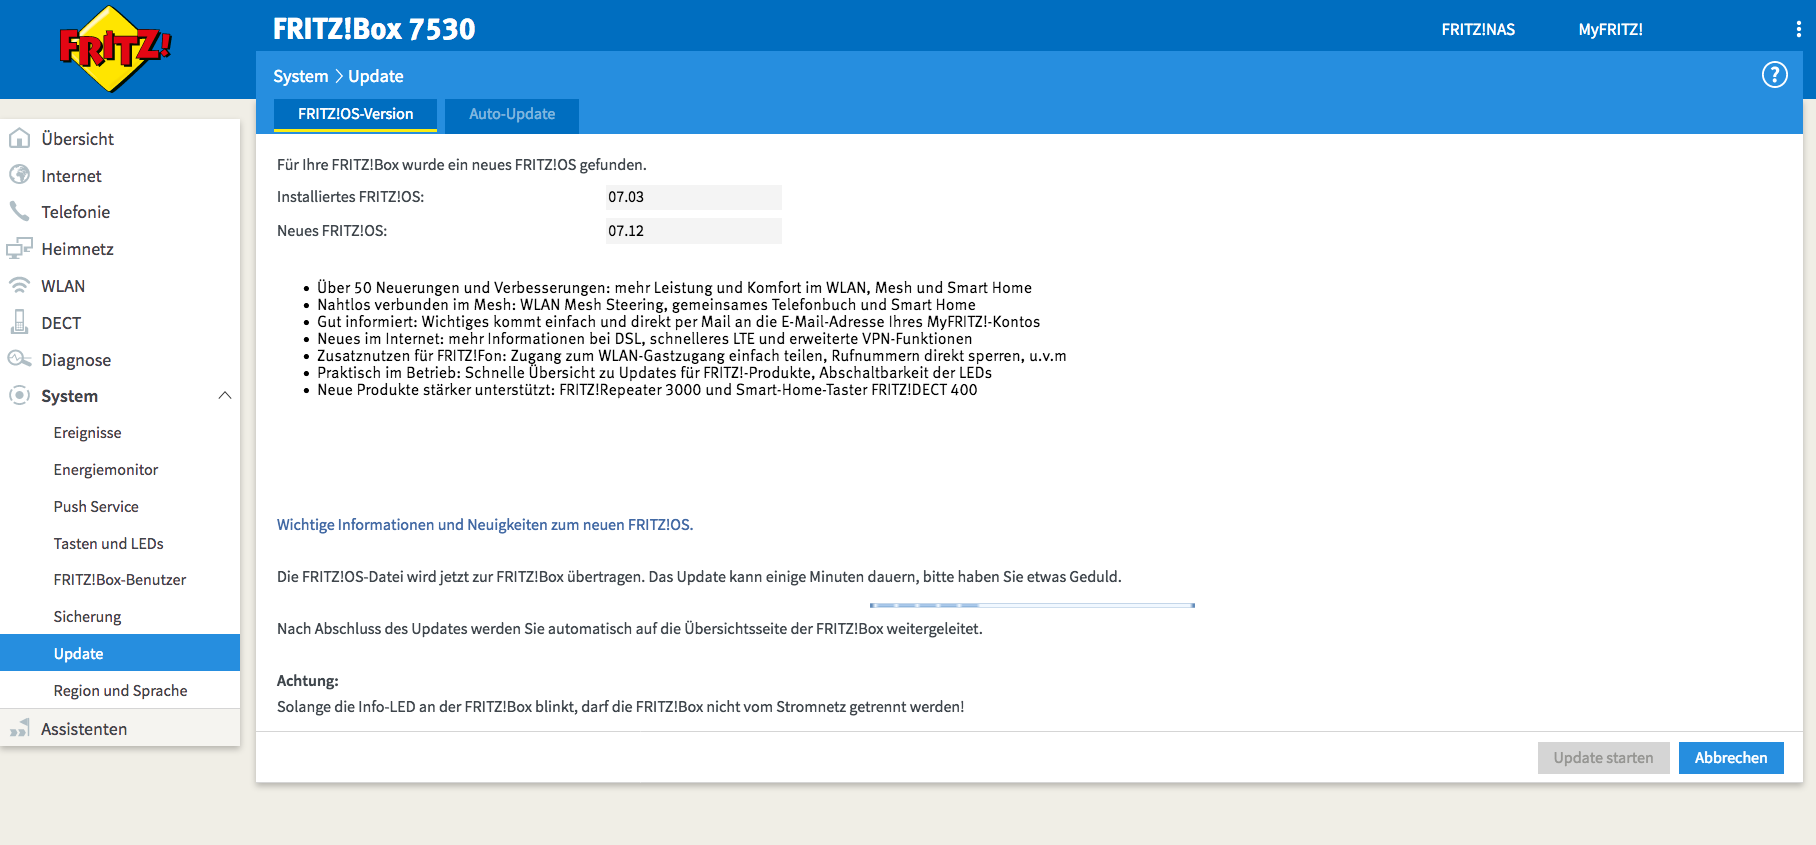 FRITZ!
FRITZ!Box 7530
FRITZ!NAS
MyFRITZ!
System > Update
?
FRITZ!OS-Version
Auto-Update
Übersicht
Internet
Telefonie
Heimnetz
WLAN
DECT
Diagnose
System
Ereignisse
Energiemonitor
Push Service
Tasten und LEDs
FRITZ!Box-Benutzer
Sicherung
Update
Region und Sprache
Assistenten
Für Ihre FRITZ!Box wurde ein neues FRITZ!OS gefunden.
Installiertes FRITZ!OS: 07.03
Neues FRITZ!OS: 07.12
• Über 50 Neuerungen und Verbesserungen: mehr Leistung und Komfort im WLAN, Mesh und Smart Home
• Nahtlos verbunden im Mesh: WLAN Mesh Steering, gemeinsames Telefonbuch und Smart Home
• Gut informiert: Wichtiges kommt einfach und direkt per Mail an die E-Mail-Adresse Ihres MyFRITZ!-Kontos
• Neues im Internet: mehr Informationen bei DSL, schnelleres LTE und erweiterte VPN-Funktionen
• Zusatznutzen für FRITZ!Fon: Zugang zum WLAN-Gastzugang einfach teilen, Rufnummern direkt sperren, u.v.m
• Praktisch im Betrieb: Schnelle Übersicht zu Updates für FRITZ!-Produkte, Abschaltbarkeit der LEDs
• Neue Produkte stärker unterstützt: FRITZ!Repeater 3000 und Smart-Home-Taster FRITZ!DECT 400
Wichtige Informationen und Neuigkeiten zum neuen FRITZ!OS.
Die FRITZ!OS-Datei wird jetzt zur FRITZ!Box übertragen. Das Update kann einige Minuten dauern, bitte haben Sie etwas Geduld.
Nach Abschluss des Updates werden Sie automatisch auf die Übersichtsseite der FRITZ!Box weitergeleitet.
Achtung:
Solange die Info-LED an der FRITZ!Box blinkt, darf die FRITZ!Box nicht vom Stromnetz getrennt werden!
Update starten
Abbrechen